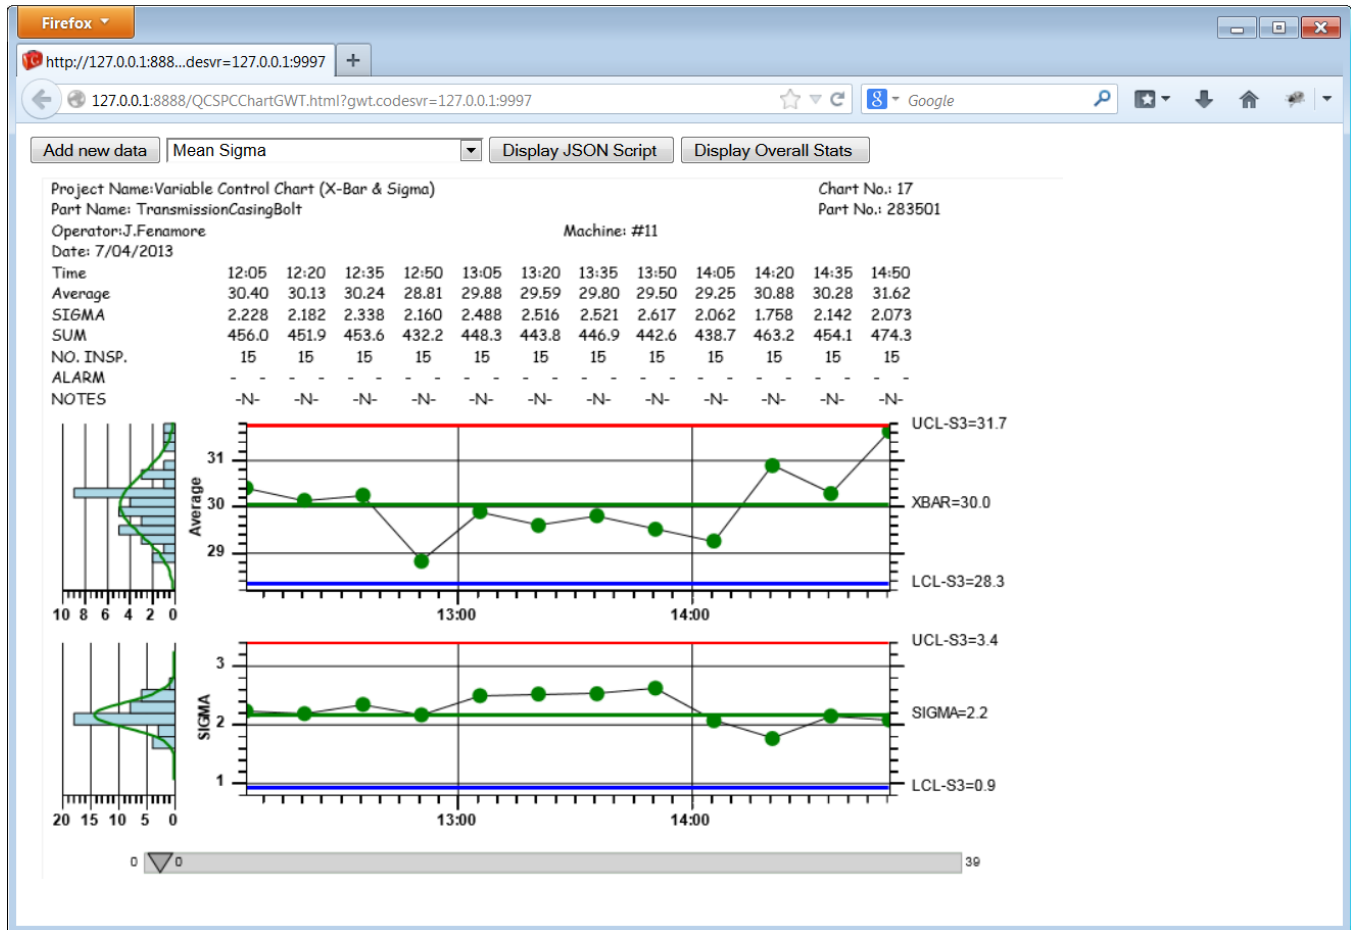 Firefox
http://127.0.0.1:888...desvr=127.0.0.1:9997 +
127.0.0.1:8888/QCSPCChartGWT.html?gwt.codesvr=127.0.0.1:9997 8 Google
Add new data Mean Sigma Display JSON Script Display Overall Stats
Project Name:Variable Control Chart (X-Bar & Sigma) Chart No.: 17
Part Name: TransmissionCasingBolt Part No.: 283501
Operator:J.Fenamore Machine: #11
Date: 7/04/2013
Time 12:05 12:20 12:35 12:50 13:05 13:20 13:35 13:50 14:05 14:20 14:35 14:50
Average 30.40 30.13 30.24 28.81 29.88 29.59 29.80 29.50 29.25 30.88 30.28 31.62
SIGMA 2.228 2.182 2.338 2.160 2.488 2.516 2.521 2.617 2.062 1.758 2.142 2.073
SUM 456.0 451.9 453.6 432.2 448.3 443.8 446.9 442.6 438.7 463.2 454.1 474.3
NO. INSP. 15 15 15 15 15 15 15 15 15 15 15 15
ALARM - - - - - - - - - - - - - - - - - - - - - - - -
NOTES -N- -N- -N- -N- -N- -N- -N- -N- -N- -N- -N- -N-
UCL-S3=31.7
31
Average
30
XBAR=30.0
29
LCL-S3=28.3
10 8 6 4 2 0 13:00 14:00
UCL-S3=3.4
3
SIGMA
2
SIGMA=2.2
1
LCL-S3=0.9
20 15 10 5 0 13:00 14:00
0 0 39